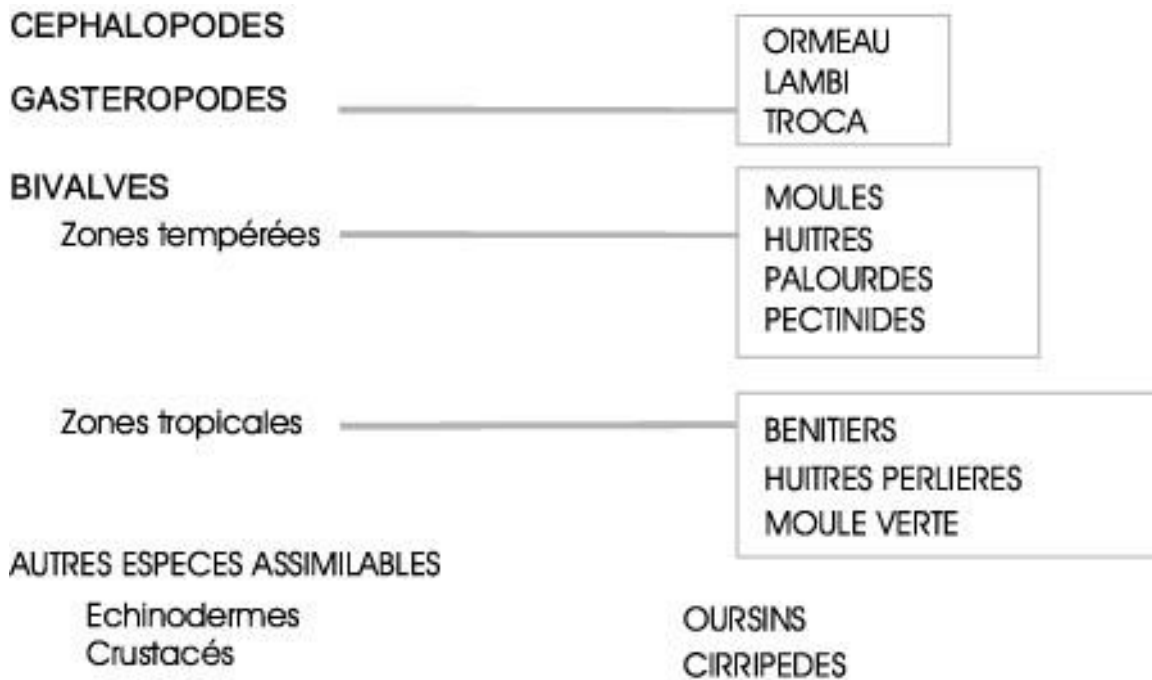 CEPHALOPODES
GASTEROPODES
ORMEAU
LAMBI
TROCA
BIVALVES
Zones tempérées
MOULES
HUITRES
PALOURDES
PECTINIDES
Zones tropicales
BENITIERS
HUITRES PERLIERES
MOULE VERTE
AUTRES ESPECES ASSIMILABLES
Echinodermes OURSINS
Crustacés CIRRIPEDES